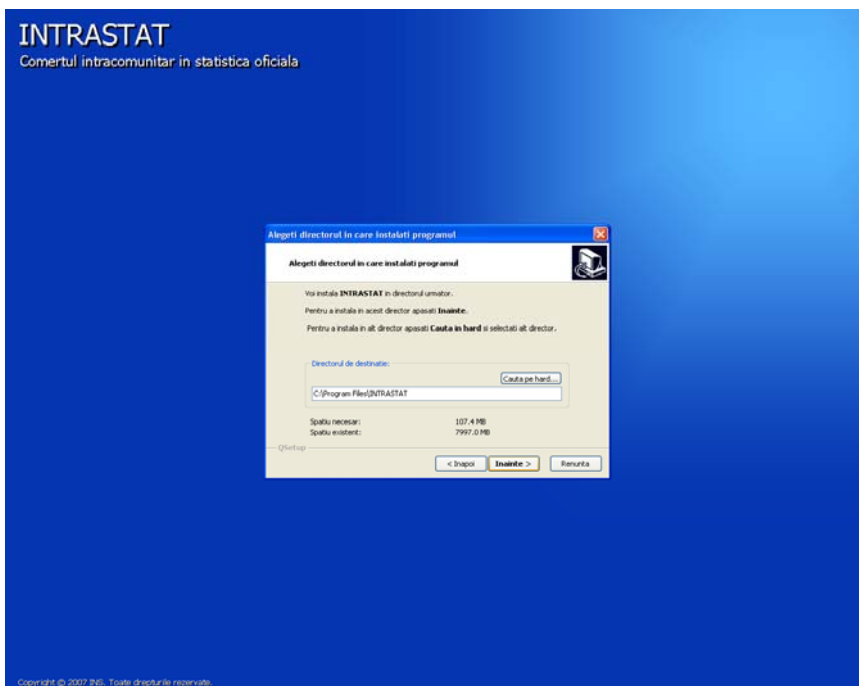 INTRASTAT
Comertul intracomunitar in statistica oficiala
Alegeti directorul in care instalati programul
Alegeti directorul in care instalati programul
Voi instala INTRASTAT in directorul urmator.
Pentru a instala in acest director apasati Inainte.
Pentru a instala in alt director apasati Cauta in hard si selectati alt director.
Directorul de destinatie:
Cauta pe hard...
C:\Program Files\INTRASTAT
Spatiu necesar: 107.4 MB
Spatiu existent: 7997.0 MB
QSetup
< Inapoi Inainte > Renunta
Copyright © 2007 INS. Toate drepturile rezervate.